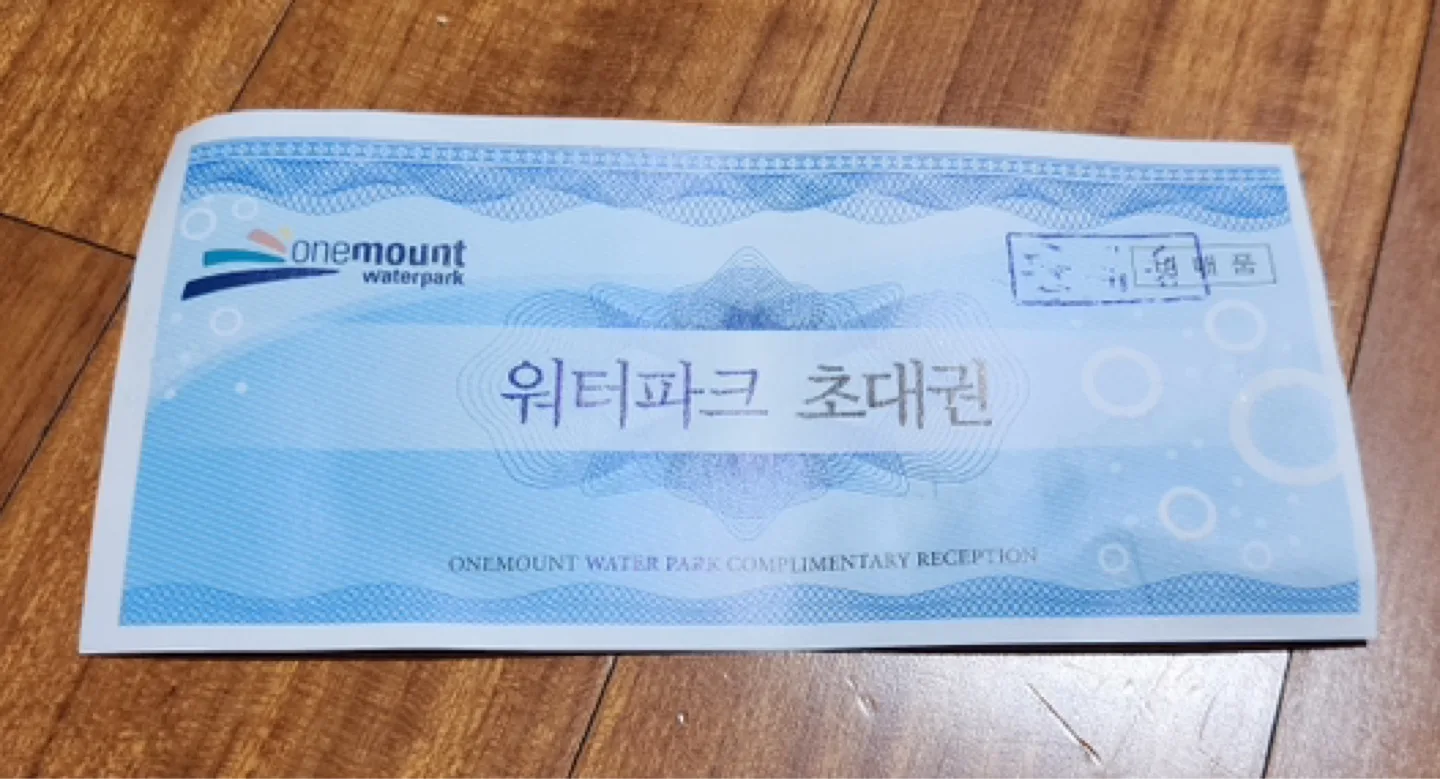 onemount
waterpark
워터파크 초대권
ONEMOUNT WATER PARK COMPLIMENTARY RECEPTION